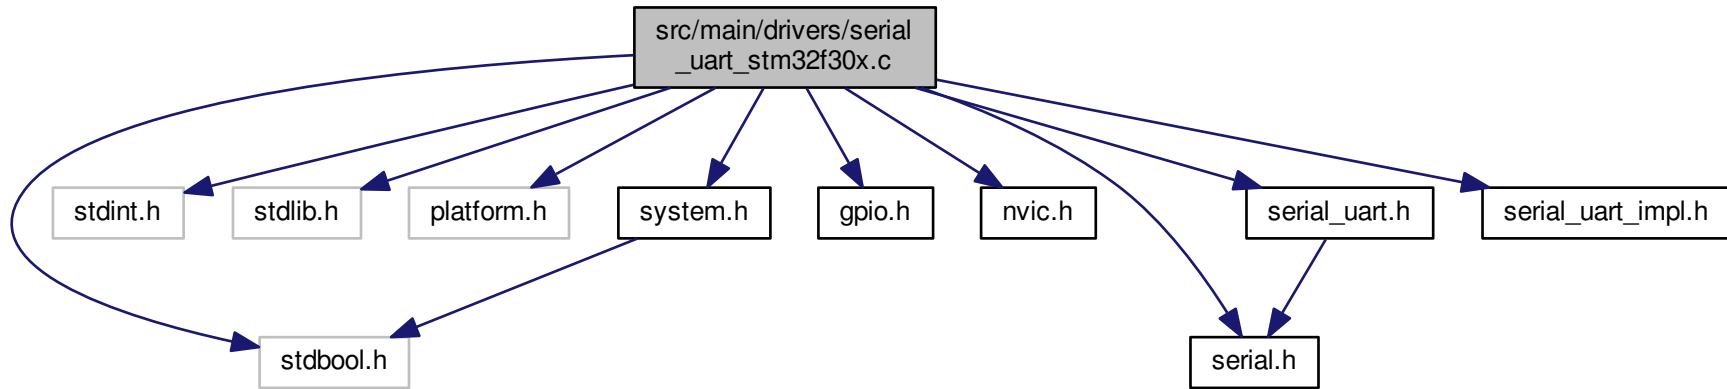 src/main/drivers/serial
_uart_stm32f30x.c
stdint.h
stdlib.h
platform.h
system.h
gpio.h
nvic.h
serial_uart.h
serial_uart_impl.h
stdbool.h
serial.h